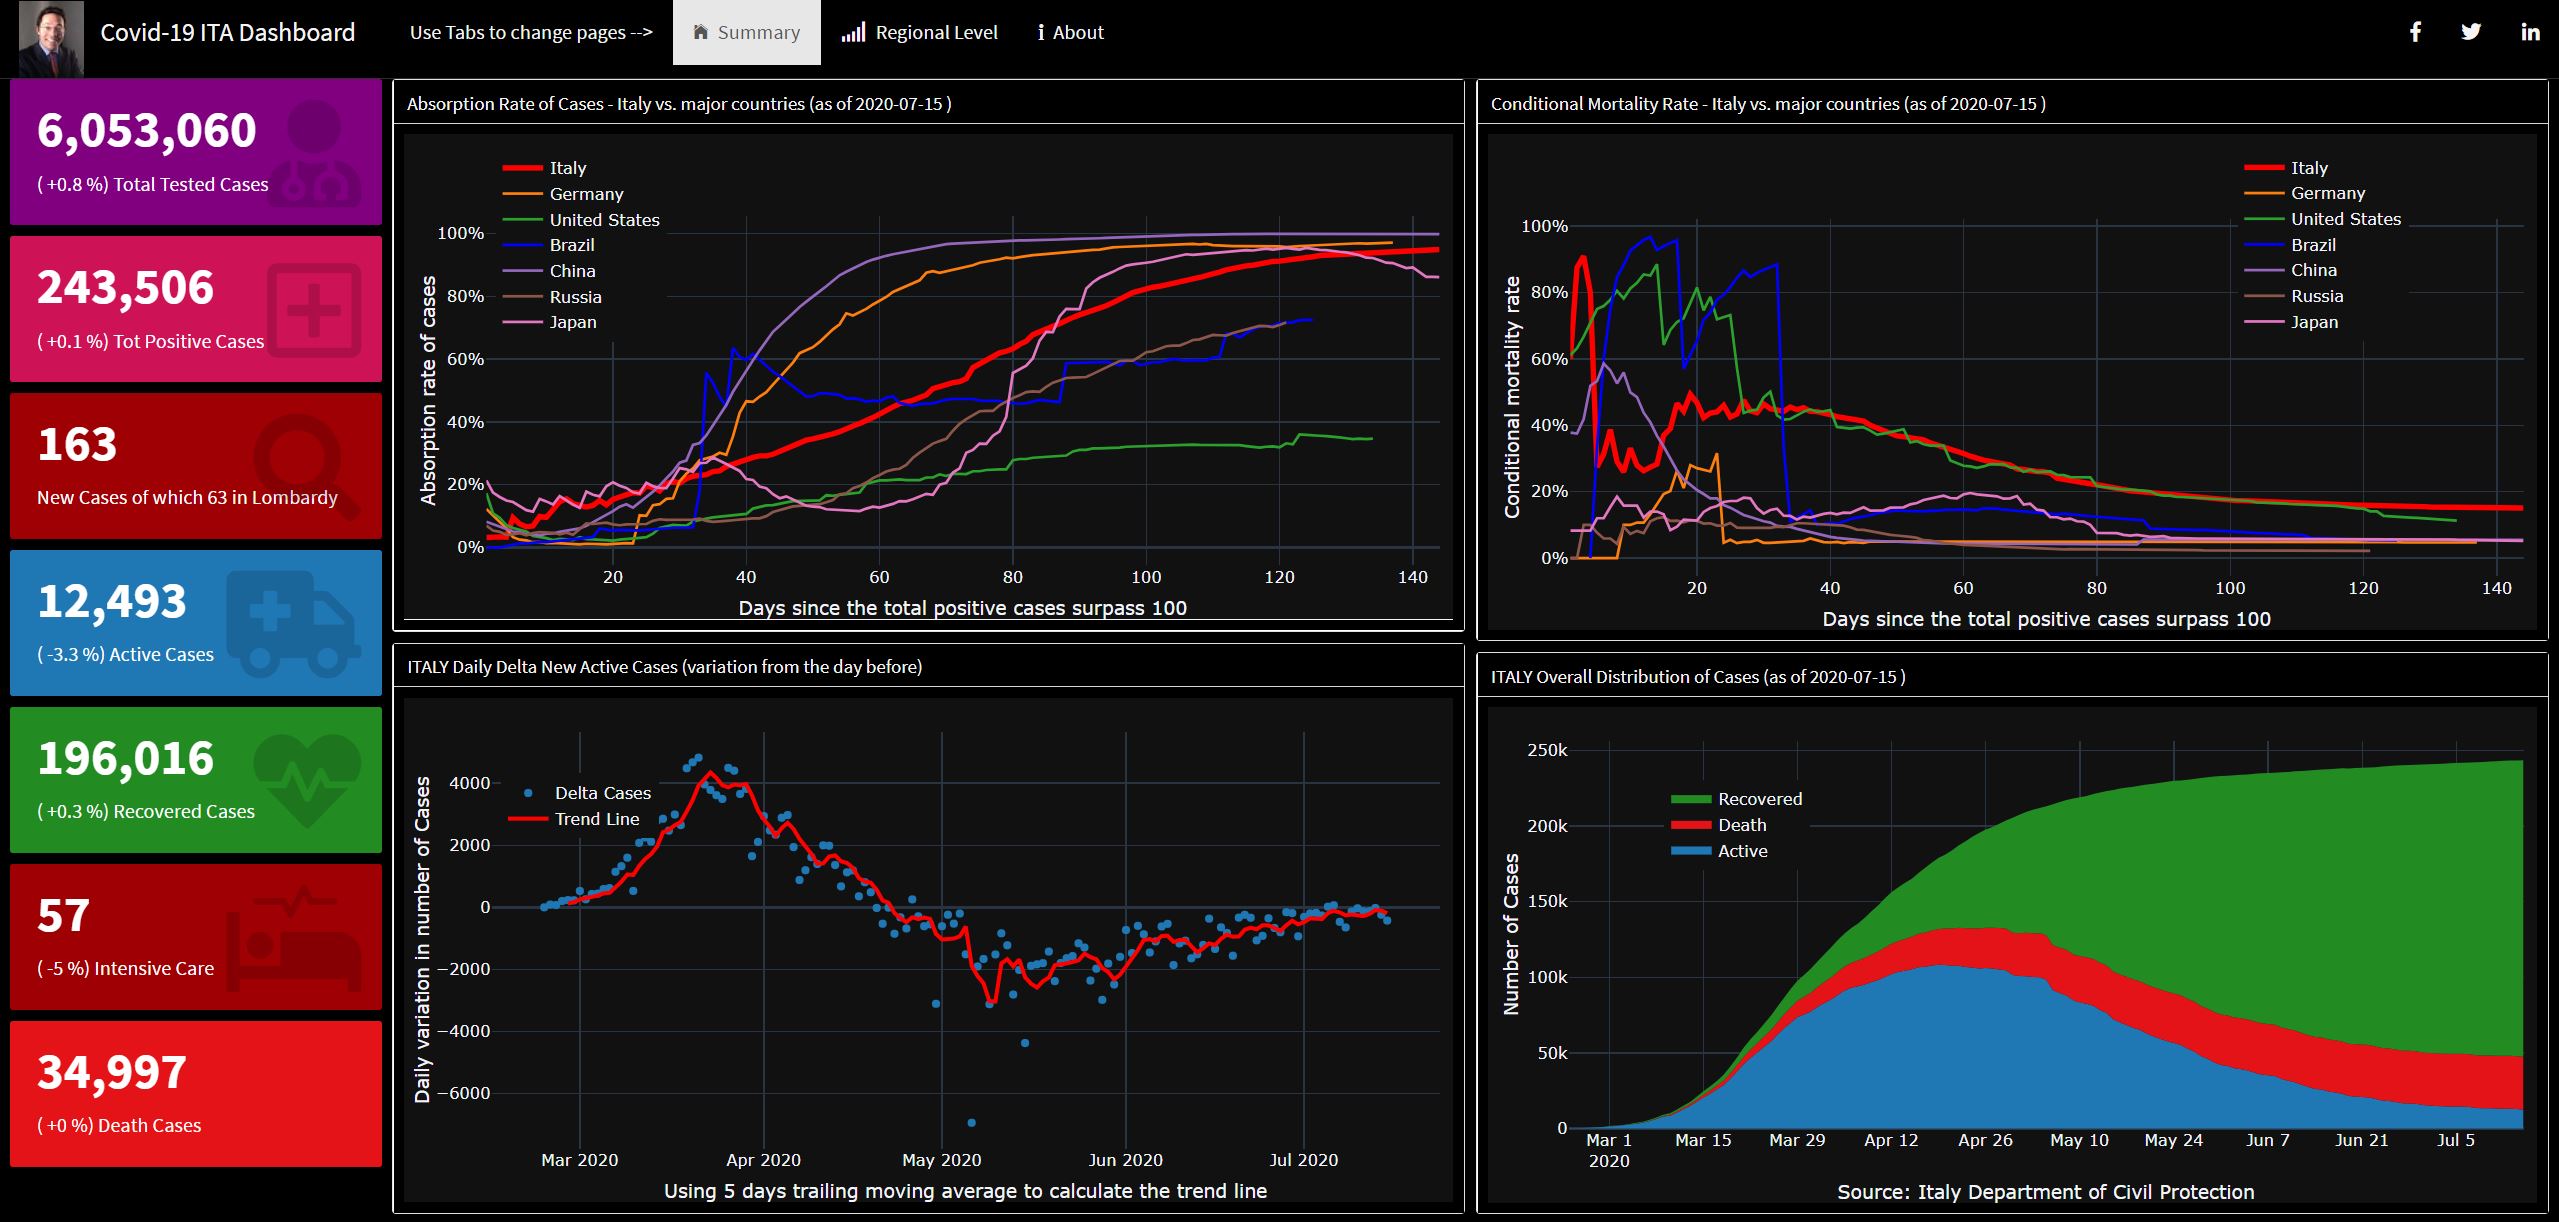 Covid-19 ITA Dashboard
Use Tabs to change pages -->
Summary
Regional Level
About
6,053,060
( +0.8 %) Total Tested Cases
243,506
( +0.1 %) Tot Positive Cases
163
New Cases of which 63 in Lombardy
12,493
( -3.3 %) Active Cases
196,016
( +0.3 %) Recovered Cases
57
( -5 %) Intensive Care
34,997
( +0 %) Death Cases
Absorption Rate of Cases - Italy vs. major countries (as of 2020-07-15 )
Italy
Germany
United States
Brazil
China
Russia
Japan
100%
80%
60%
40%
20%
0%
Absorption rate of cases
20 40 60 80 100 120 140
Days since the total positive cases surpass 100
Conditional Mortality Rate - Italy vs. major countries (as of 2020-07-15 )
Italy
Germany
United States
Brazil
China
Russia
Japan
100%
80%
60%
40%
20%
0%
Conditional mortality rate
20 40 60 80 100 120 140
Days since the total positive cases surpass 100
ITALY Daily Delta New Active Cases (variation from the day before)
Delta Cases
Trend Line
4000
2000
0
−2000
−4000
−6000
Daily variation in number of Cases
Mar 2020 Apr 2020 May 2020 Jun 2020 Jul 2020
Using 5 days trailing moving average to calculate the trend line
ITALY Overall Distribution of Cases (as of 2020-07-15 )
Recovered
Death
Active
250k
200k
150k
100k
50k
0
Number of Cases
Mar 1 Mar 15 Mar 29 Apr 12 Apr 26 May 10 May 24 Jun 7 Jun 21 Jul 5
2020
Source: Italy Department of Civil Protection